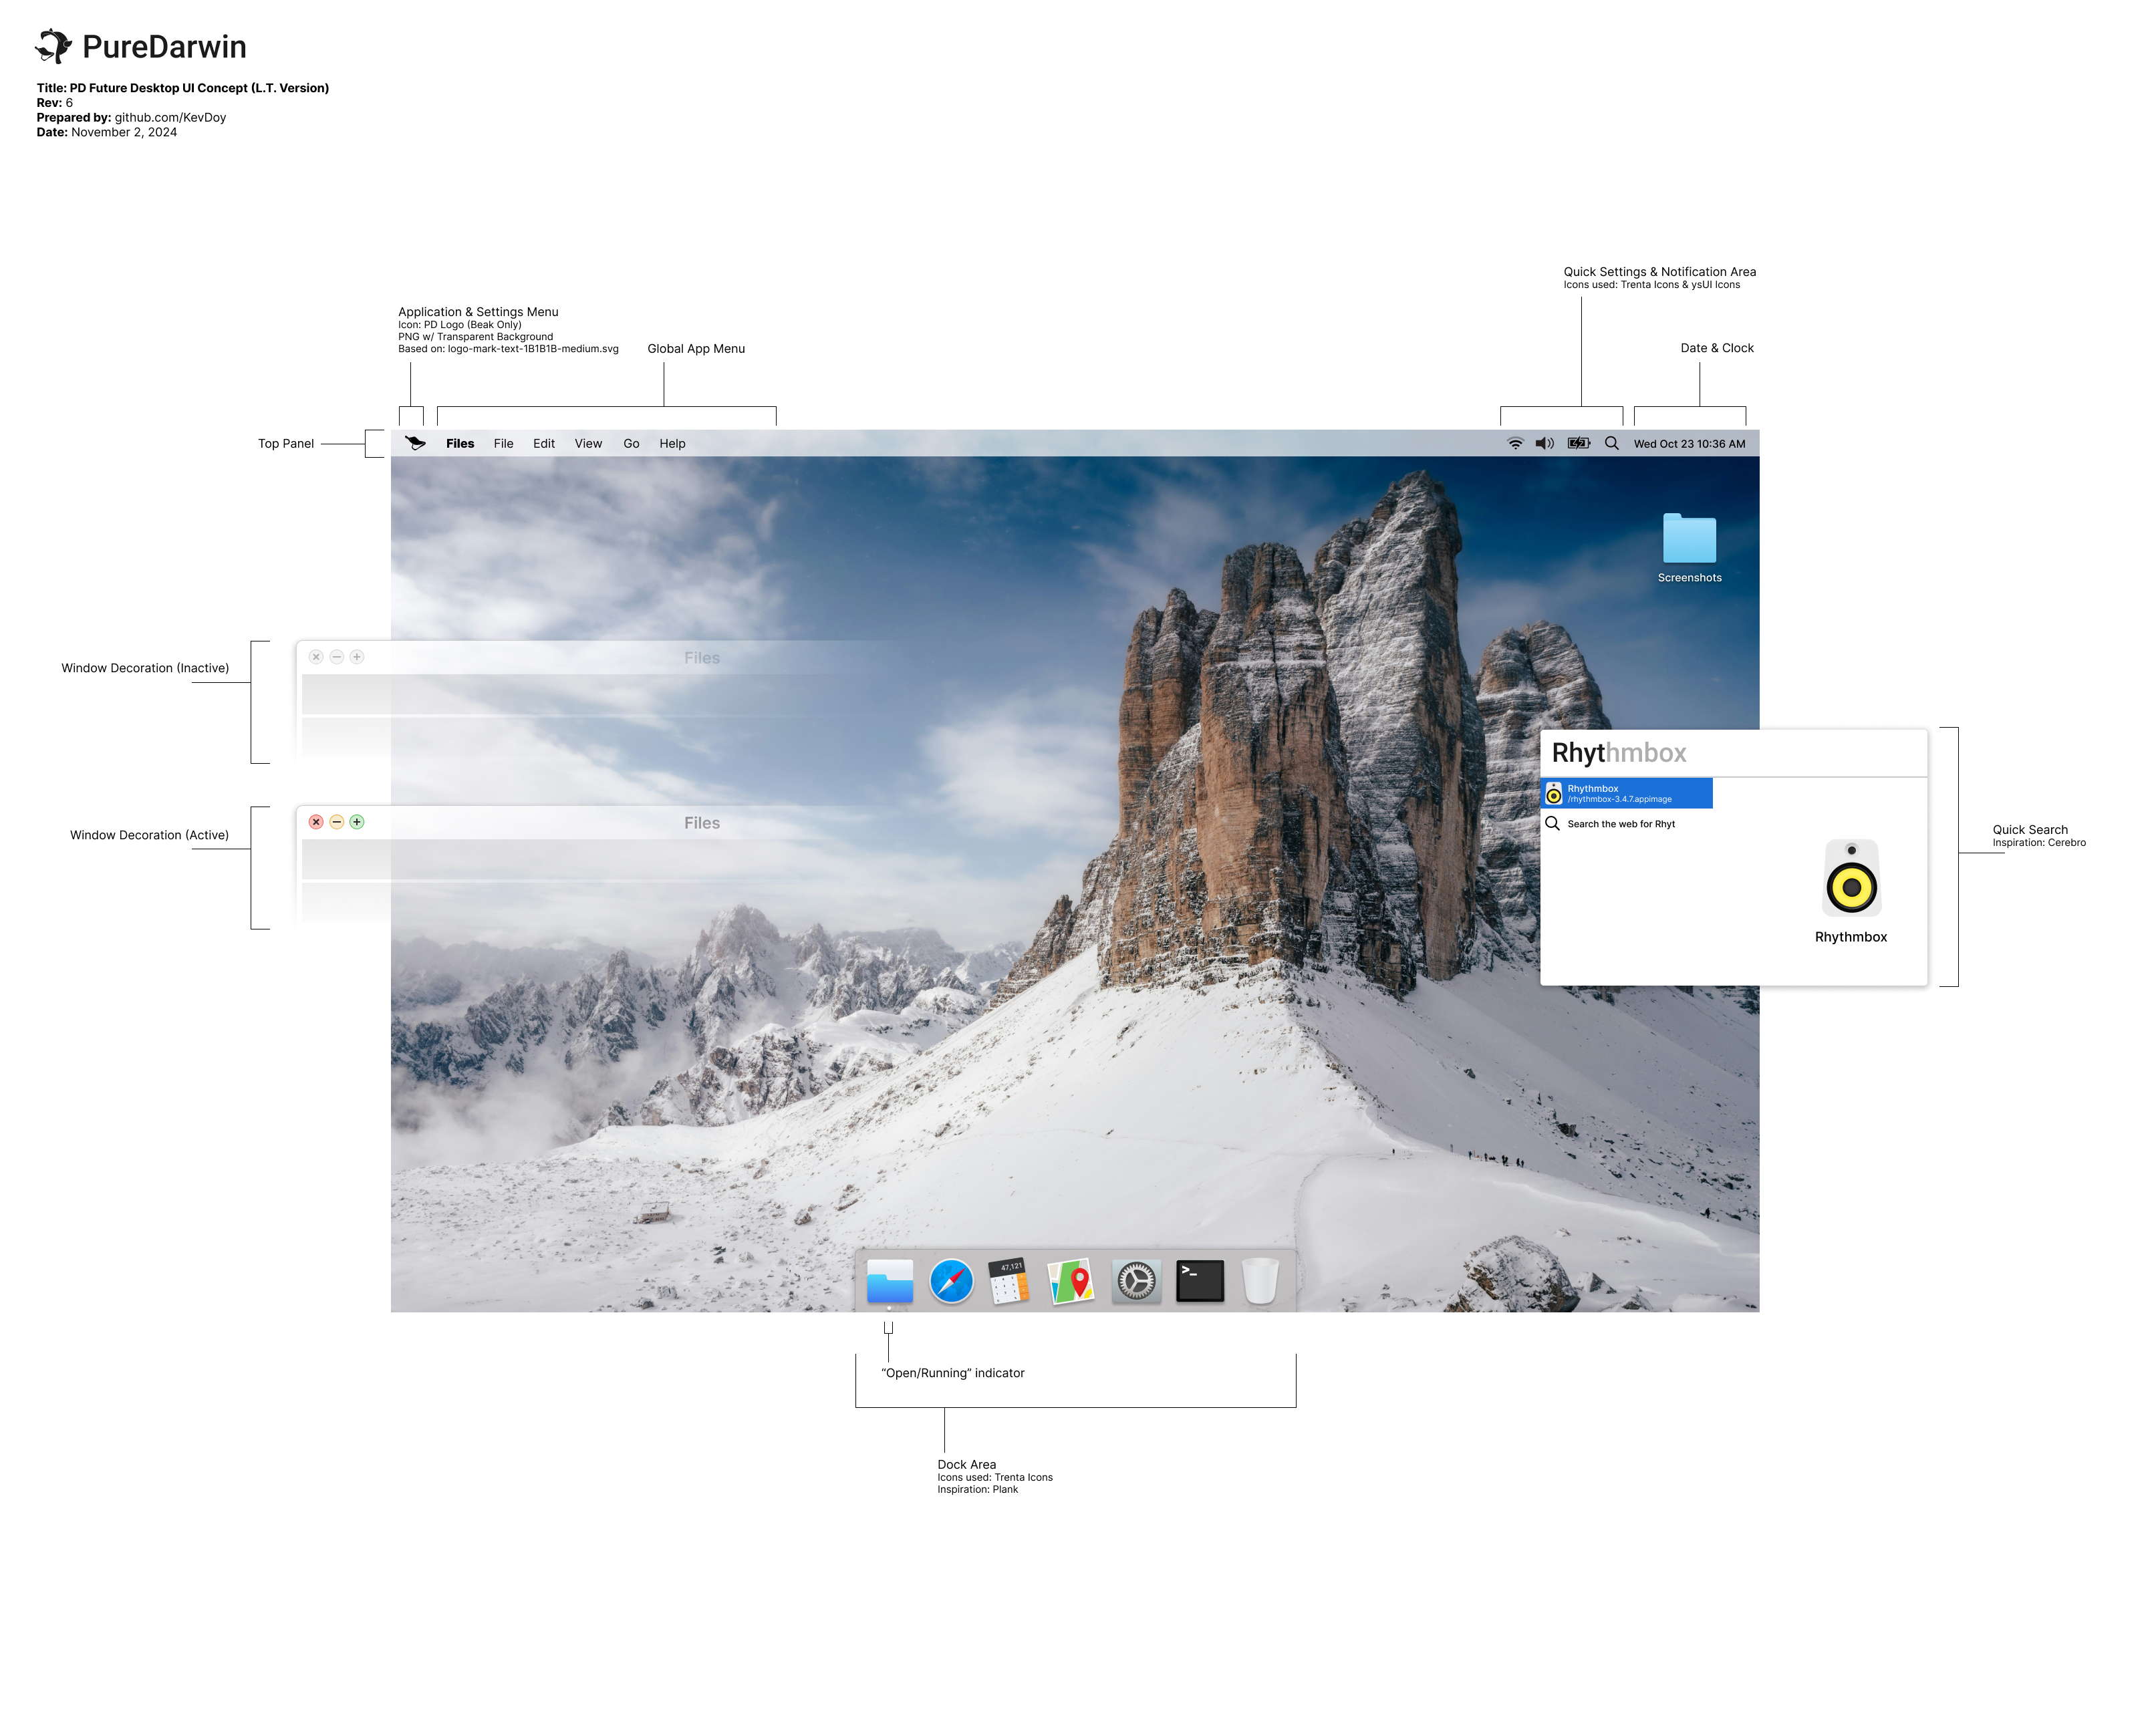 PureDarwin
Title: PD Future Desktop UI Concept (L.T. Version)
Rev: 6
Prepared by: github.com/KevDoy
Date: November 2, 2024
Quick Settings & Notification Area
Icons used: Trenta Icons & ysUI Icons
Application & Settings Menu
Icon: PD Logo (Beak Only)
PNG w/ Transparent Background
Based on: logo-mark-text-1B1B1B-medium.svg
Global App Menu
Date & Clock
Top Panel
Files File Edit View Go Help
Wed Oct 23 10:36 AM
Screenshots
Window Decoration (Inactive)
Files
Window Decoration (Active)
Files
Rhythmbox
Rhythmbox
/rhythmbox-3.4.7.appimage
Search the web for Rhyt
Rhythmbox
Quick Search
Inspiration: Cerebro
47,121
>_
“Open/Running” indicator
Dock Area
Icons used: Trenta Icons
Inspiration: Plank